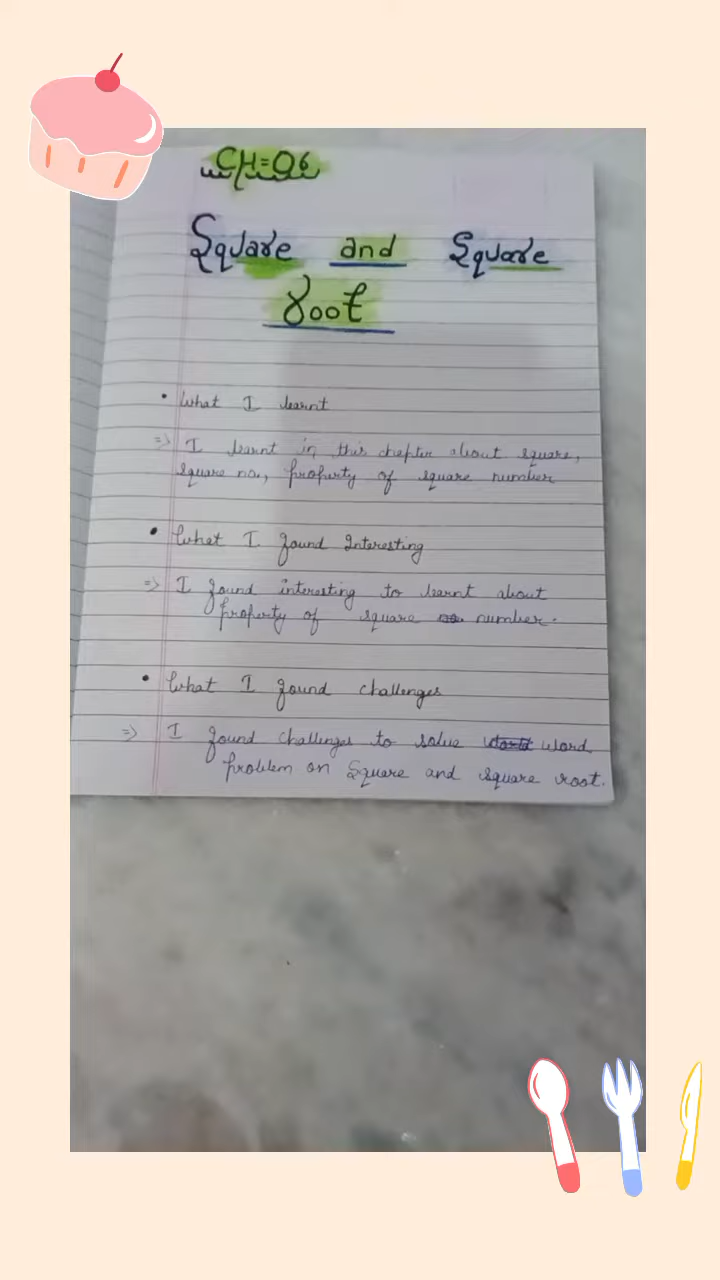 CH=06
Square and Square
root
• What I learnt
=> I learnt in this chepter about square,
square no., property of square number
• What I found Interesting
=> I found interesting to learnt about
property of square number.
• What I found challenges
=> I found challenges to solve word
problem on Square and square root.